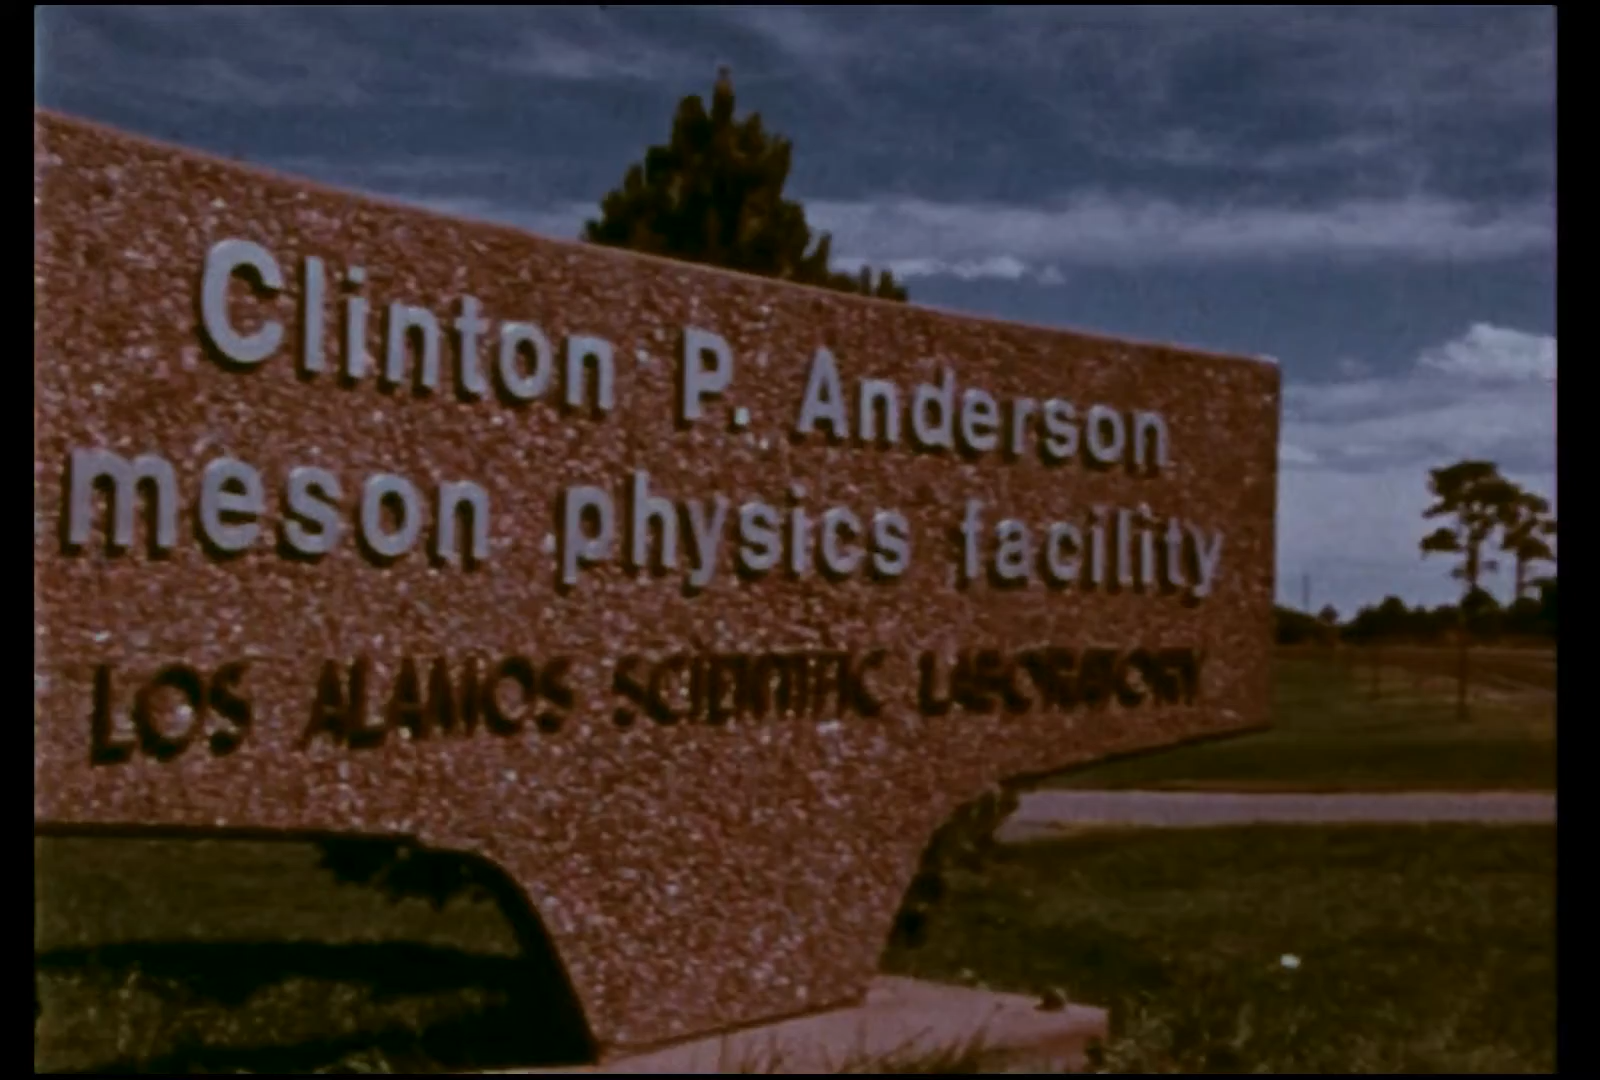 Clinton P. Anderson
meson physics facility
LOS ALAMOS SCIENTIFIC LABORATORY